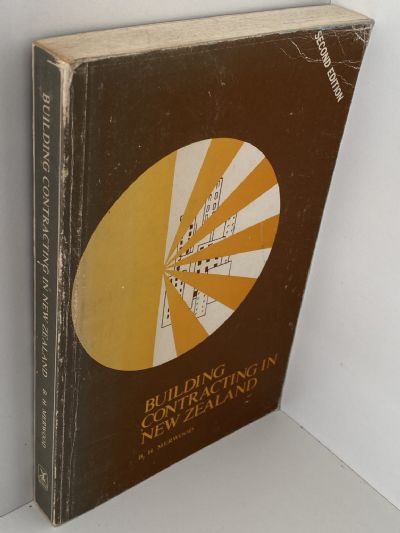 SECOND EDITION
BUILDING
CONTRACTING IN
NEW ZEALAND
B. H. MERWOOD
BUILDING CONTRACTING IN NEW ZEALAND
B. H. MERWOOD